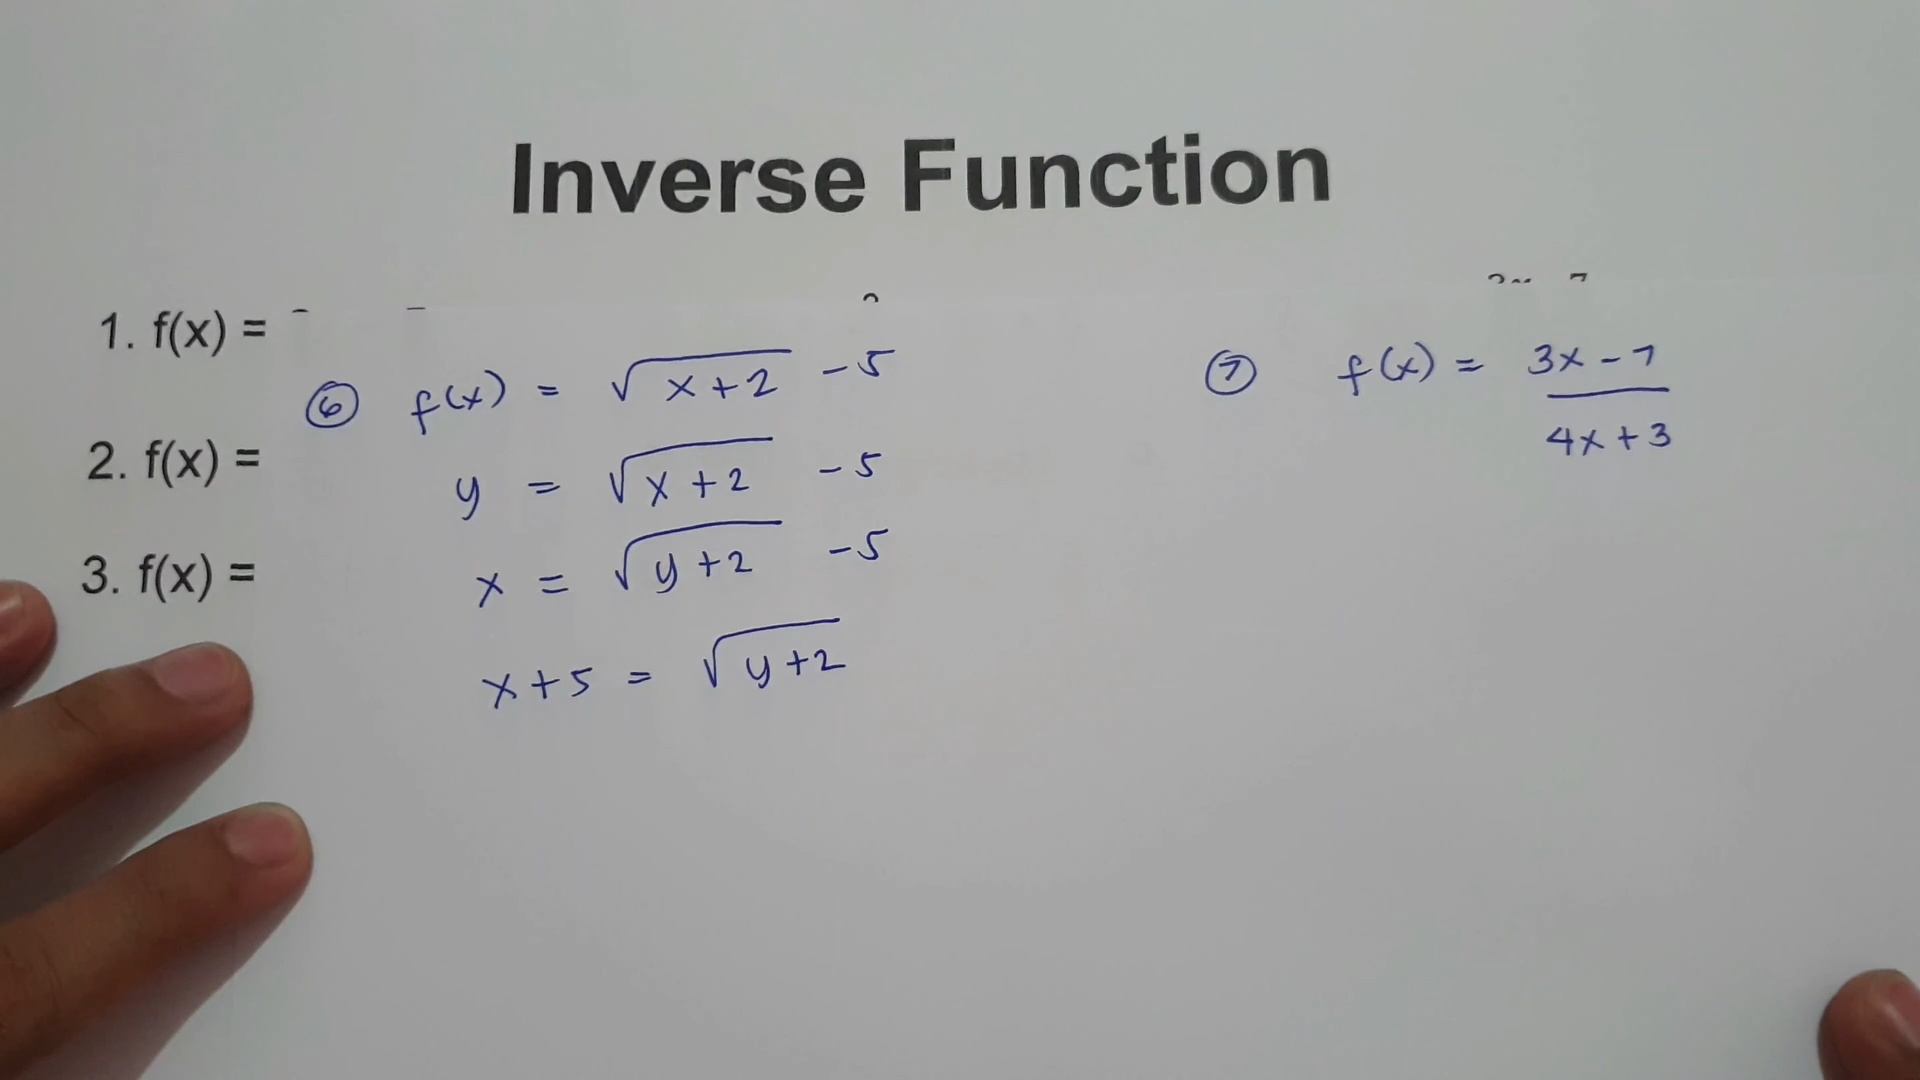 Inverse Function
1. f(x) =
2. f(x) =
3. f(x) =
⑥ f(x) = √(x+2) - 5
y = √(x+2) - 5
x = √(y+2) - 5
x+5 = √(y+2)
⑦ f(x) = (3x-7)/(4x+3)